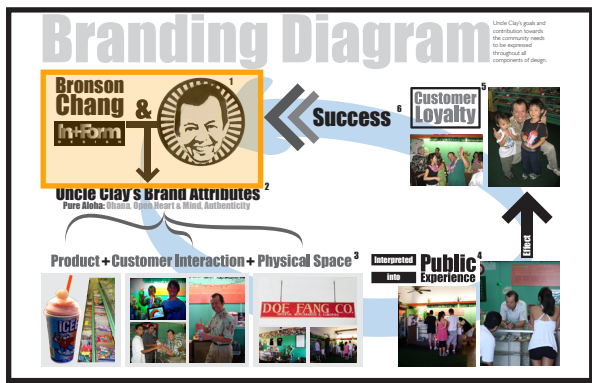 Branding Diagram
Uncle Clay's goals and
contribution towards
the community needs
to be expressed
throughout all
components of design.
Bronson
Chang
&
In+Form
DESIGN
1
Success
6
Customer
Loyalty
5
Uncle Clay's Brand Attributes
2
Pure Aloha: Ohana, Open Heart & Mind, Authenticity
Product + Customer Interaction + Physical Space
3
Interpreted
into
Public
Experience
4
Effect
ICEE
DOE FANG CO.